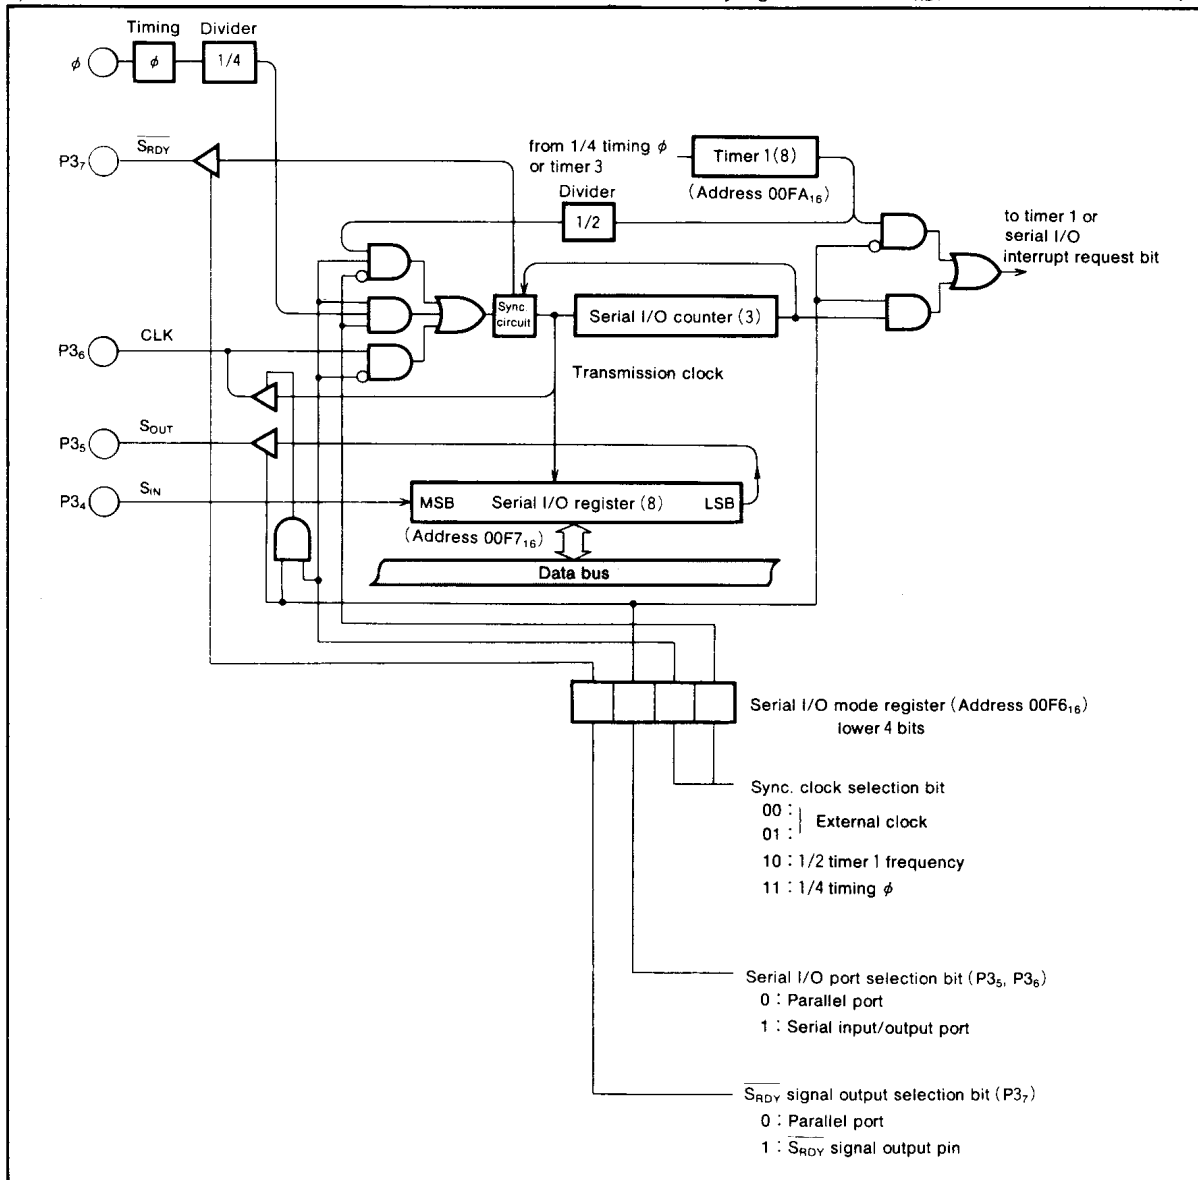 Timing Divider
ϕ ϕ 1/4
P3₇ S̅R̅D̅Y̅
from 1/4 timing ϕ
or timer 3
Timer 1(8)
(Address 00FA₁₆)
Divider
1/2
to timer 1 or
serial I/O
interrupt request bit
Sync.
circuit
Serial I/O counter (3)
P3₆ CLK
Transmission clock
P3₅ SOUT
P3₄ SIN
MSB Serial I/O register (8) LSB
(Address 00F7₁₆)
Data bus
Serial I/O mode register (Address 00F6₁₆)
lower 4 bits
Sync. clock selection bit
00 :
01 :
External clock
10 : 1/2 timer 1 frequency
11 : 1/4 timing ϕ
Serial I/O port selection bit (P3₅, P3₆)
0 : Parallel port
1 : Serial input/output port
S̅R̅D̅Y̅ signal output selection bit (P3₇)
0 : Parallel port
1 : S̅R̅D̅Y̅ signal output pin